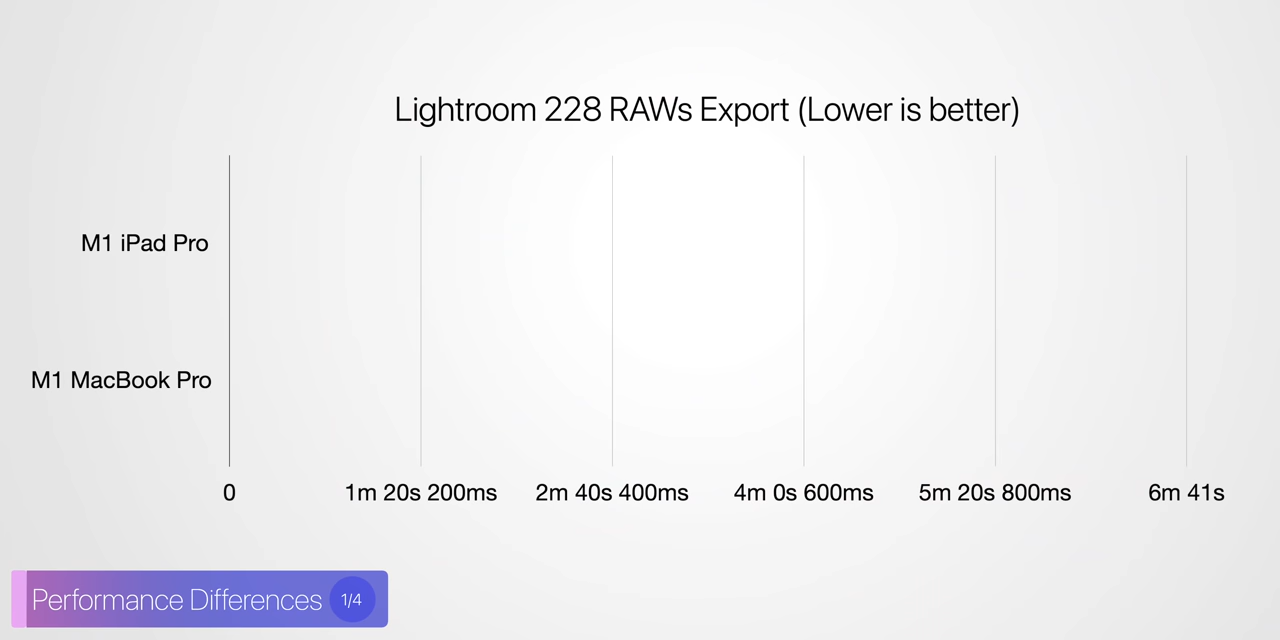 Lightroom 228 RAWs Export (Lower is better)
M1 iPad Pro
M1 MacBook Pro
0 1m 20s 200ms 2m 40s 400ms 4m 0s 600ms 5m 20s 800ms 6m 41s
Performance Differences 1/4